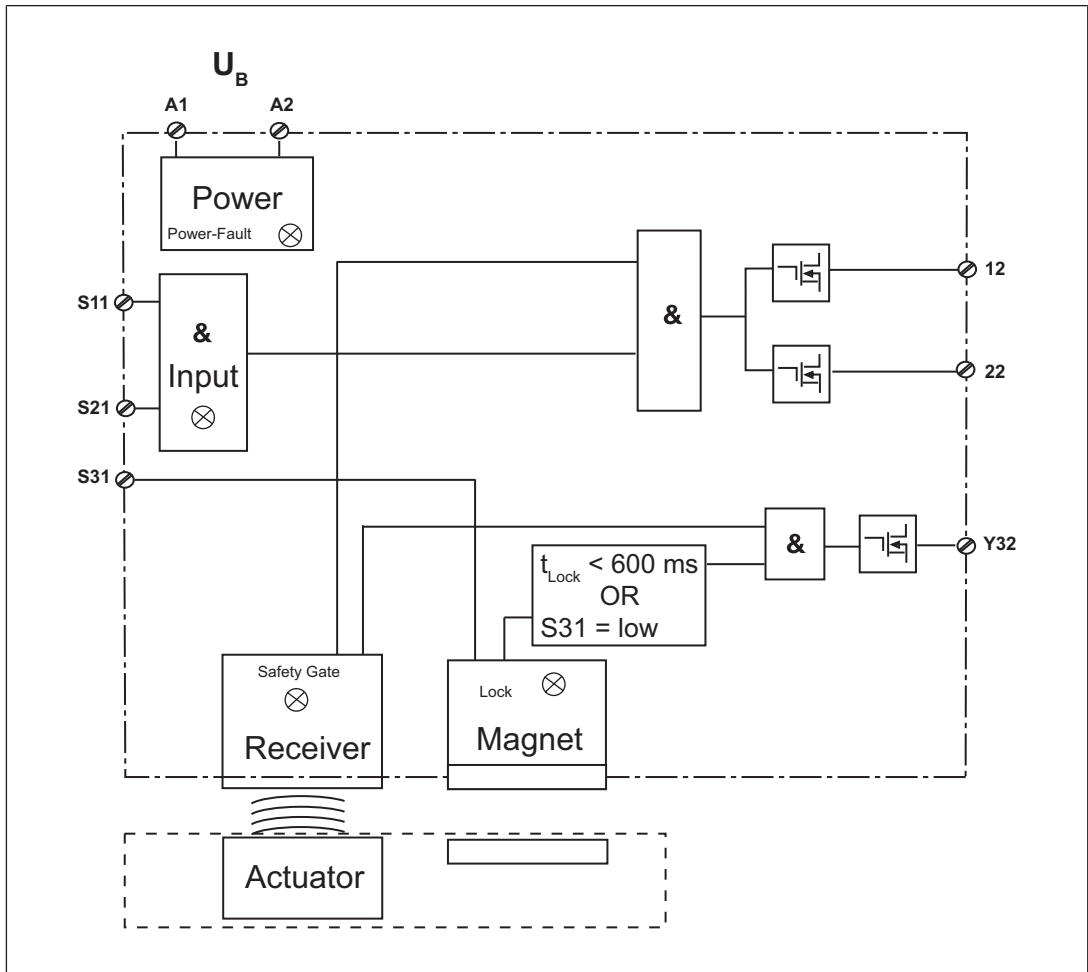 U_B
A1 A2
Power
Power-Fault
S11
&
Input
S21
S31
&
12
22
t_Lock < 600 ms
OR
S31 = low
&
Y32
Safety Gate
Receiver
Lock
Magnet
Actuator